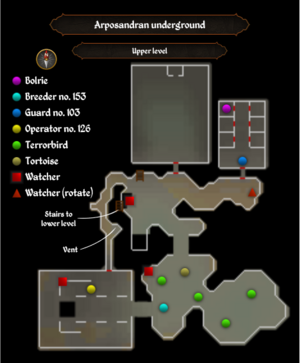 Arposandran underground
Upper level
Bolrie
Breeder no. 153
Guard no. 103
Operator no. 126
Terrorbird
Tortoise
Watcher
Watcher (rotate)
Stairs to
lower level
Vent